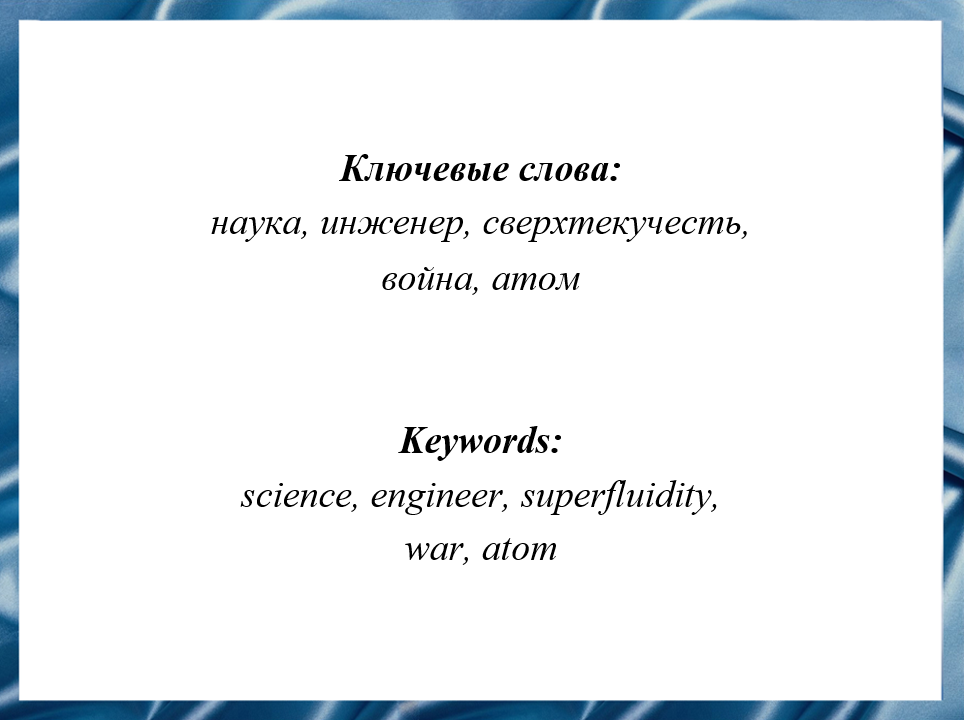 Ключевые слова:
наука, инженер, сверхтекучесть,
война, атом
Keywords:
science, engineer, superfluidity,
war, atom